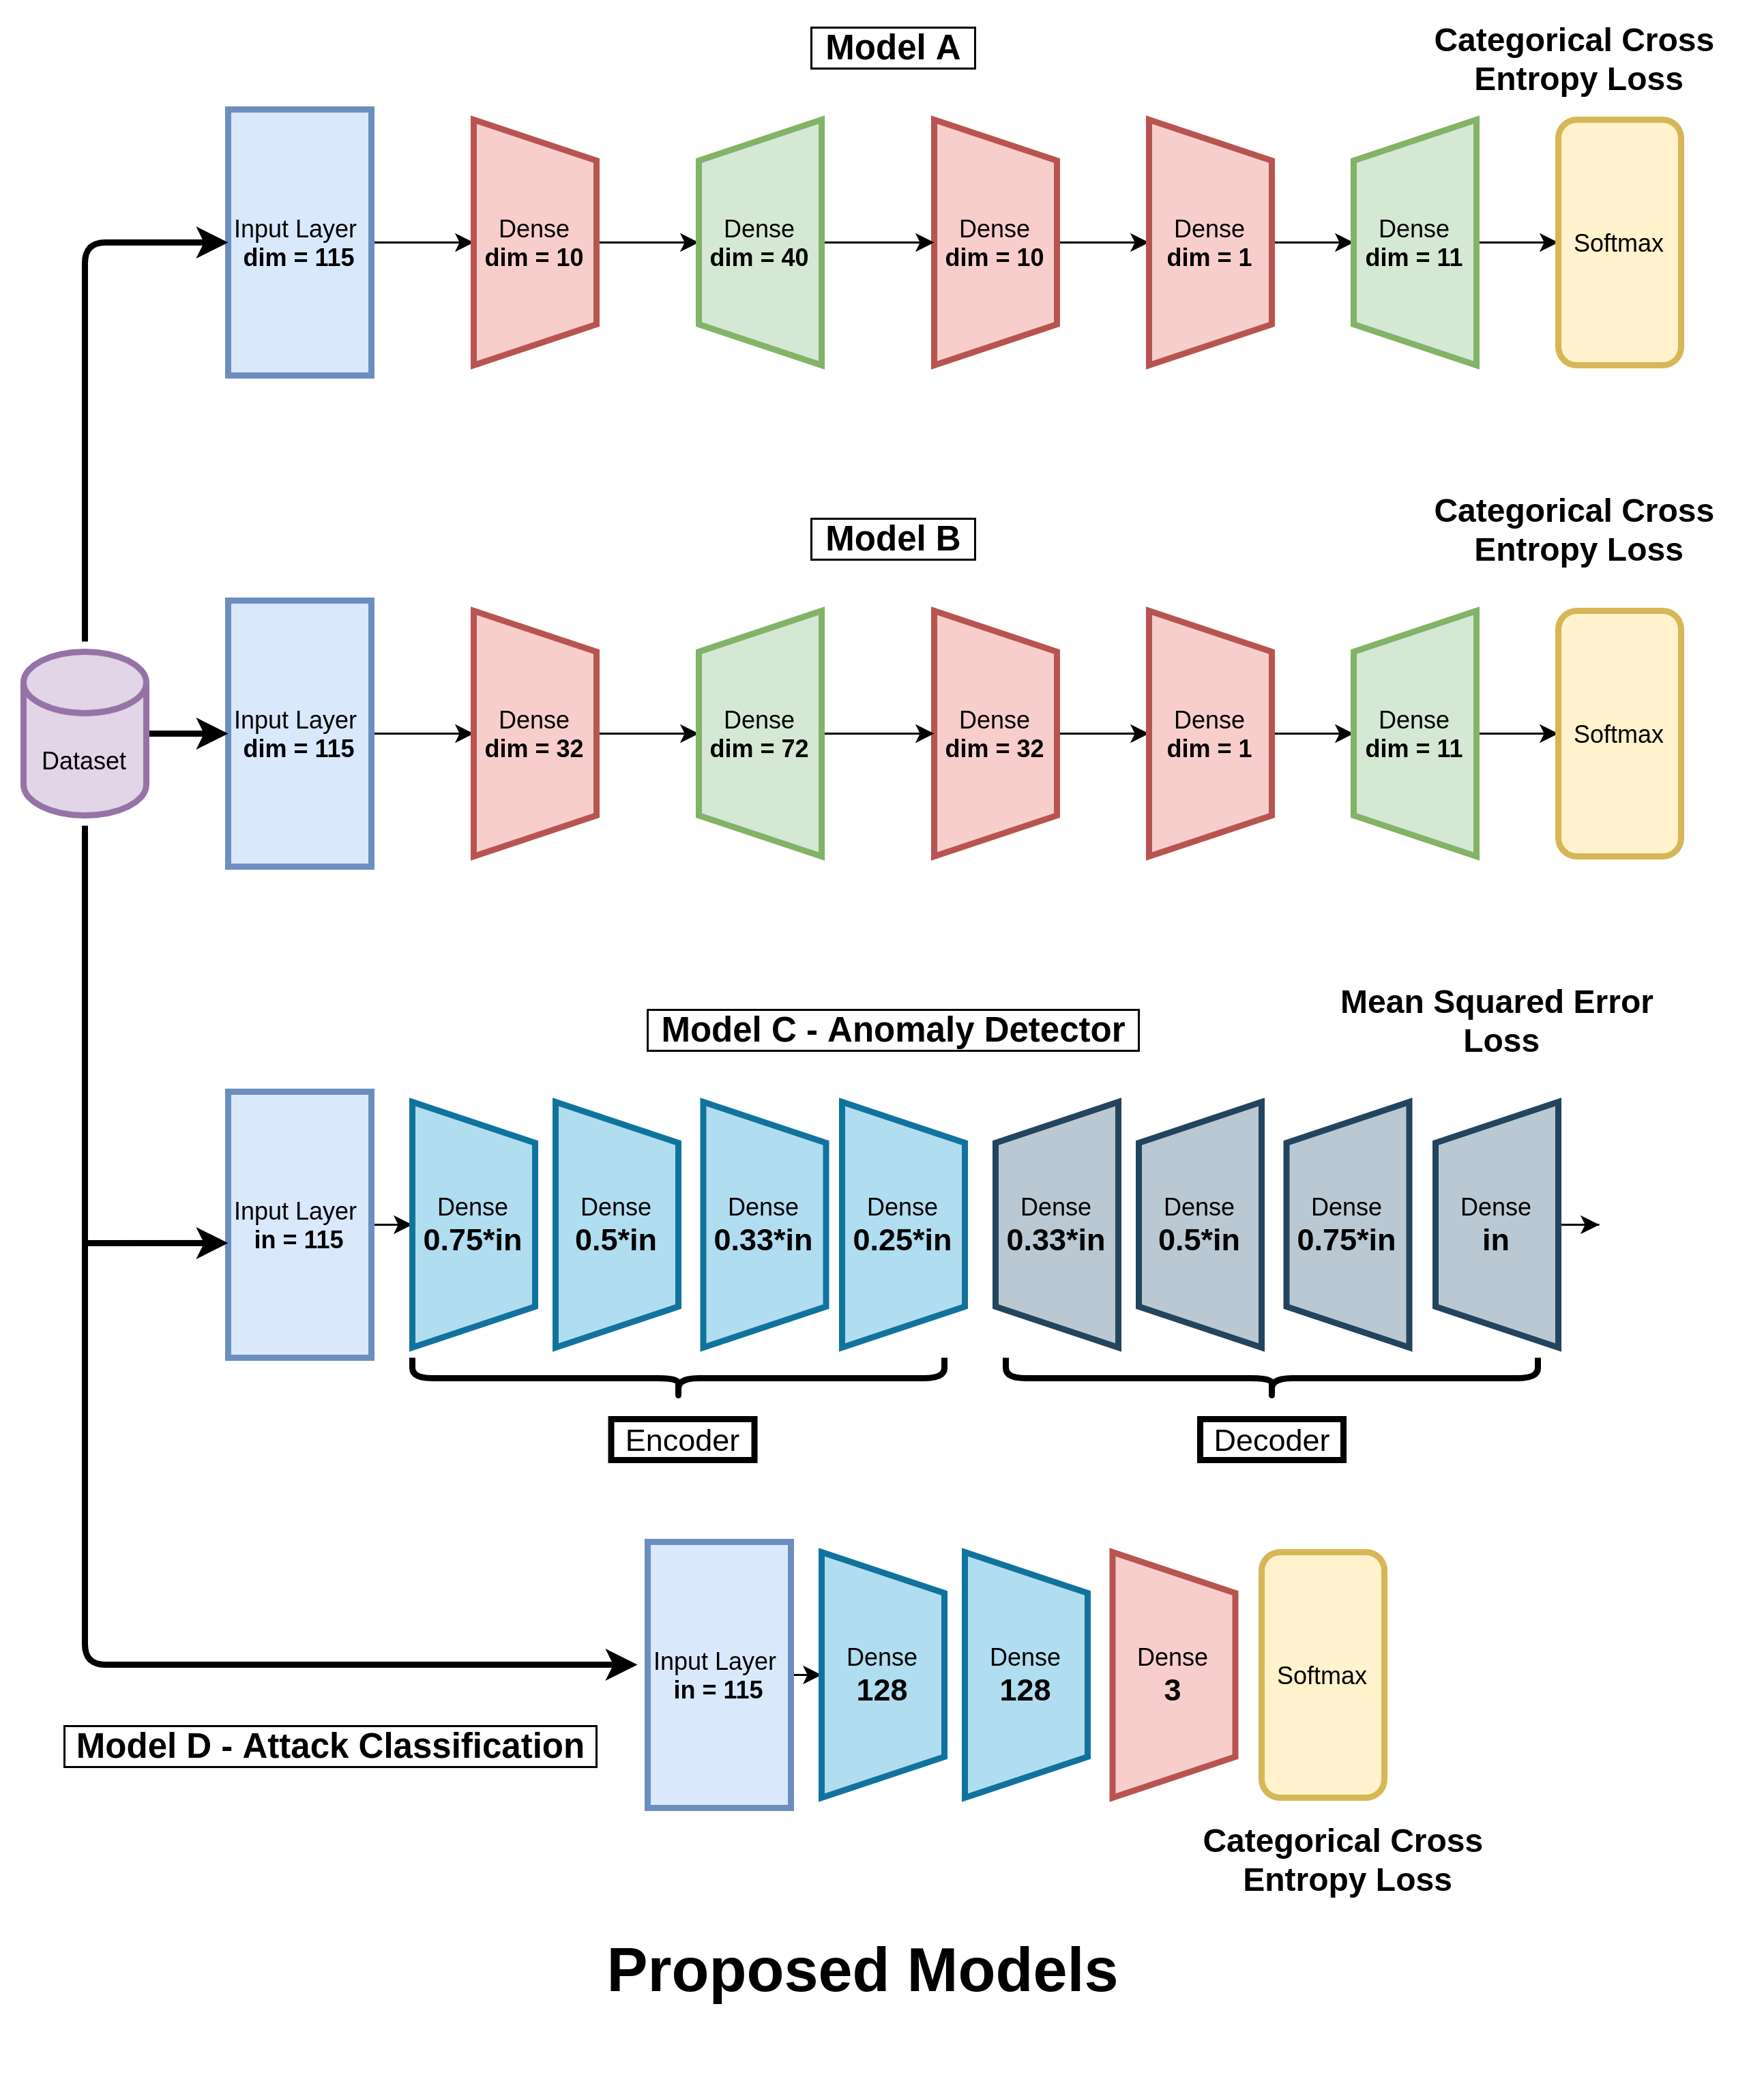 Model A
Categorical Cross
Entropy Loss
Input Layer
dim = 115
Dense
dim = 10
Dense
dim = 40
Dense
dim = 10
Dense
dim = 1
Dense
dim = 11
Softmax
Model B
Categorical Cross
Entropy Loss
Dataset
Input Layer
dim = 115
Dense
dim = 32
Dense
dim = 72
Dense
dim = 32
Dense
dim = 1
Dense
dim = 11
Softmax
Model C - Anomaly Detector
Mean Squared Error
Loss
Input Layer
in = 115
Dense
0.75*in
Dense
0.5*in
Dense
0.33*in
Dense
0.25*in
Dense
0.33*in
Dense
0.5*in
Dense
0.75*in
Dense
in
Encoder
Decoder
Input Layer
in = 115
Dense
128
Dense
128
Dense
3
Softmax
Model D - Attack Classification
Categorical Cross
Entropy Loss
Proposed Models